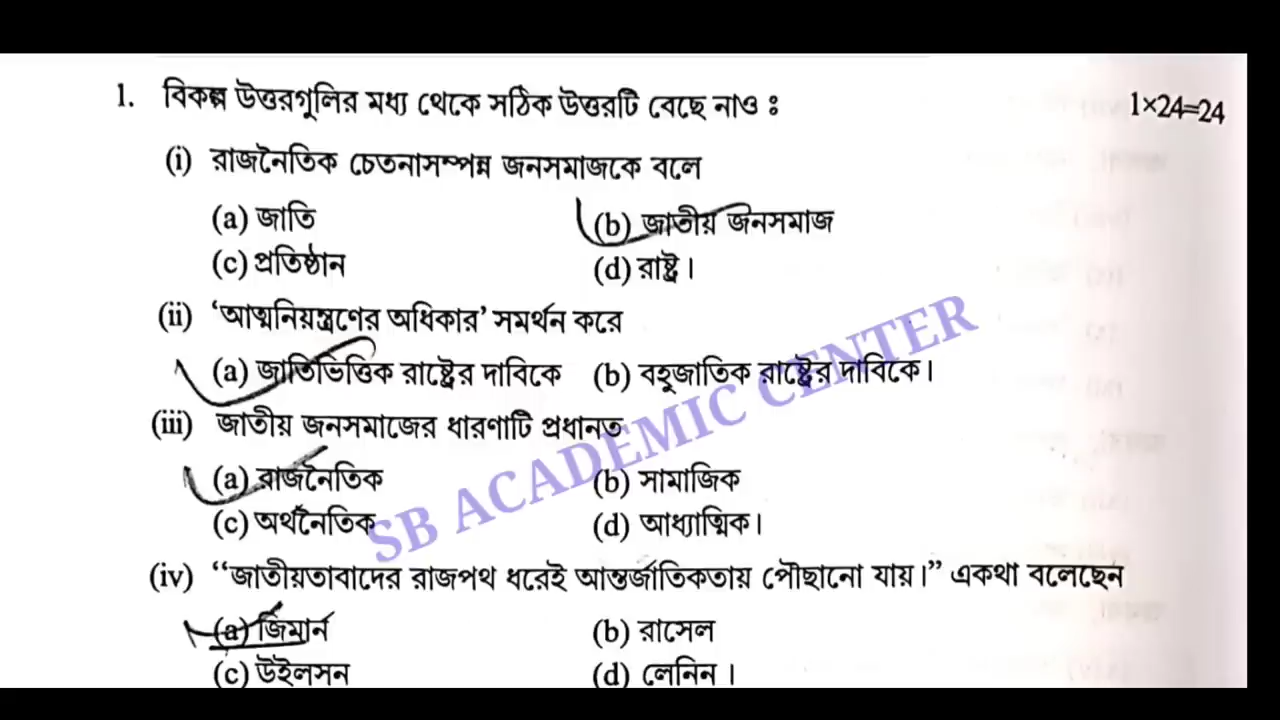 1. বিকল্প উত্তরগুলির মধ্য থেকে সঠিক উত্তরটি বেছে নাও ঃ 1×24=24
(i) রাজনৈতিক চেতনাসম্পন্ন জনসমাজকে বলে
(a) জাতি (b) জাতীয় জনসমাজ
(c) প্রতিষ্ঠান (d) রাষ্ট্র।
(ii) ‘আত্মনিয়ন্ত্রণের অধিকার’ সমর্থন করে
(a) জাতিভিত্তিক রাষ্ট্রের দাবিকে (b) বহুজাতিক রাষ্ট্রের দাবিকে।
(iii) জাতীয় জনসমাজের ধারণাটি প্রধানত
(a) রাজনৈতিক (b) সামাজিক
(c) অর্থনৈতিক (d) আধ্যাত্মিক।
SB ACADEMIC CENTER
(iv) “জাতীয়তাবাদের রাজপথ ধরেই আন্তর্জাতিকতায় পৌছানো যায়।” একথা বলেছেন
(a) জিমার্ন (b) রাসেল
(c) উইলসন (d) লেনিন।